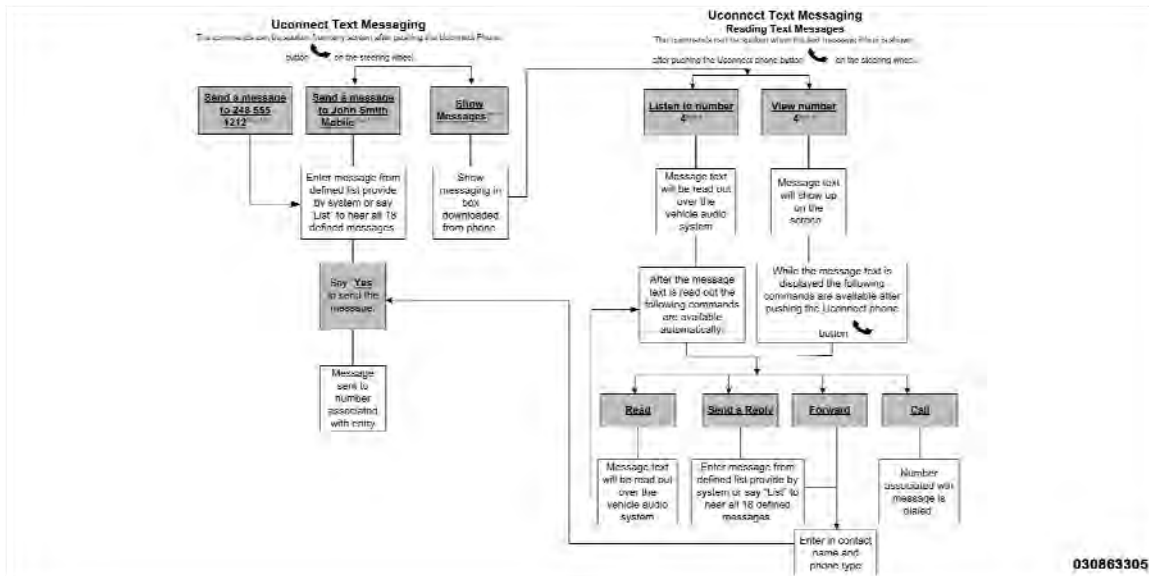 Uconnect Text Messaging
button on the steering wheel.
Send a message
to 248 555
1212
Send a message
to John Smith
Mobile
Show
Messages
Enter message from
defined list provide
by system or say
"List" to hear all 18
defined messages
Show
messaging in
box
downloaded
from phone
Say Yes
to send the
message.
Message
sent to
number
associated
with entry
Uconnect Text Messaging
Reading Text Messages
after pushing the Uconnect phone button on the steering wheel.
Listen to number
4
View number
4
Message text
will be read out
over the
vehicle audio
system
Message text
will show up
on the
screen
After the message
text is read out the
following commands
are available
automatically.
While the message text is
displayed the following
commands are available after
pushing the Uconnect phone
button
Read
Send a Reply
Forward
Call
Message text
will be read out
over the
vehicle audio
system
Enter message from
defined list provide by
system or say "List" to
hear all 18 defined
messages
Number
associated with
message is
dialed
Enter in contact
name and
phone type
030863305